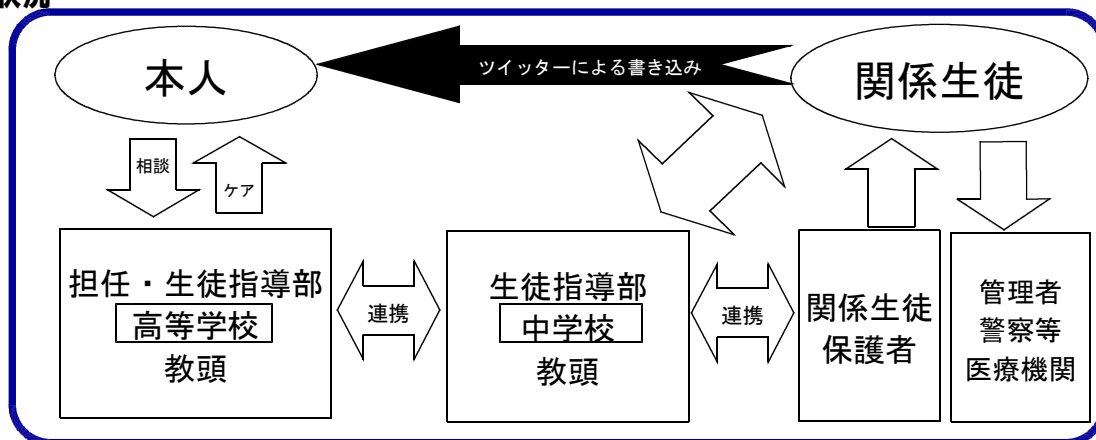 状況
本人
ツイッターによる書き込み
関係生徒
相談
ケア
担任・生徒指導部
高等学校
教頭
連携
生徒指導部
中学校
教頭
連携
関係生徒
保護者
管理者
警察等
医療機関